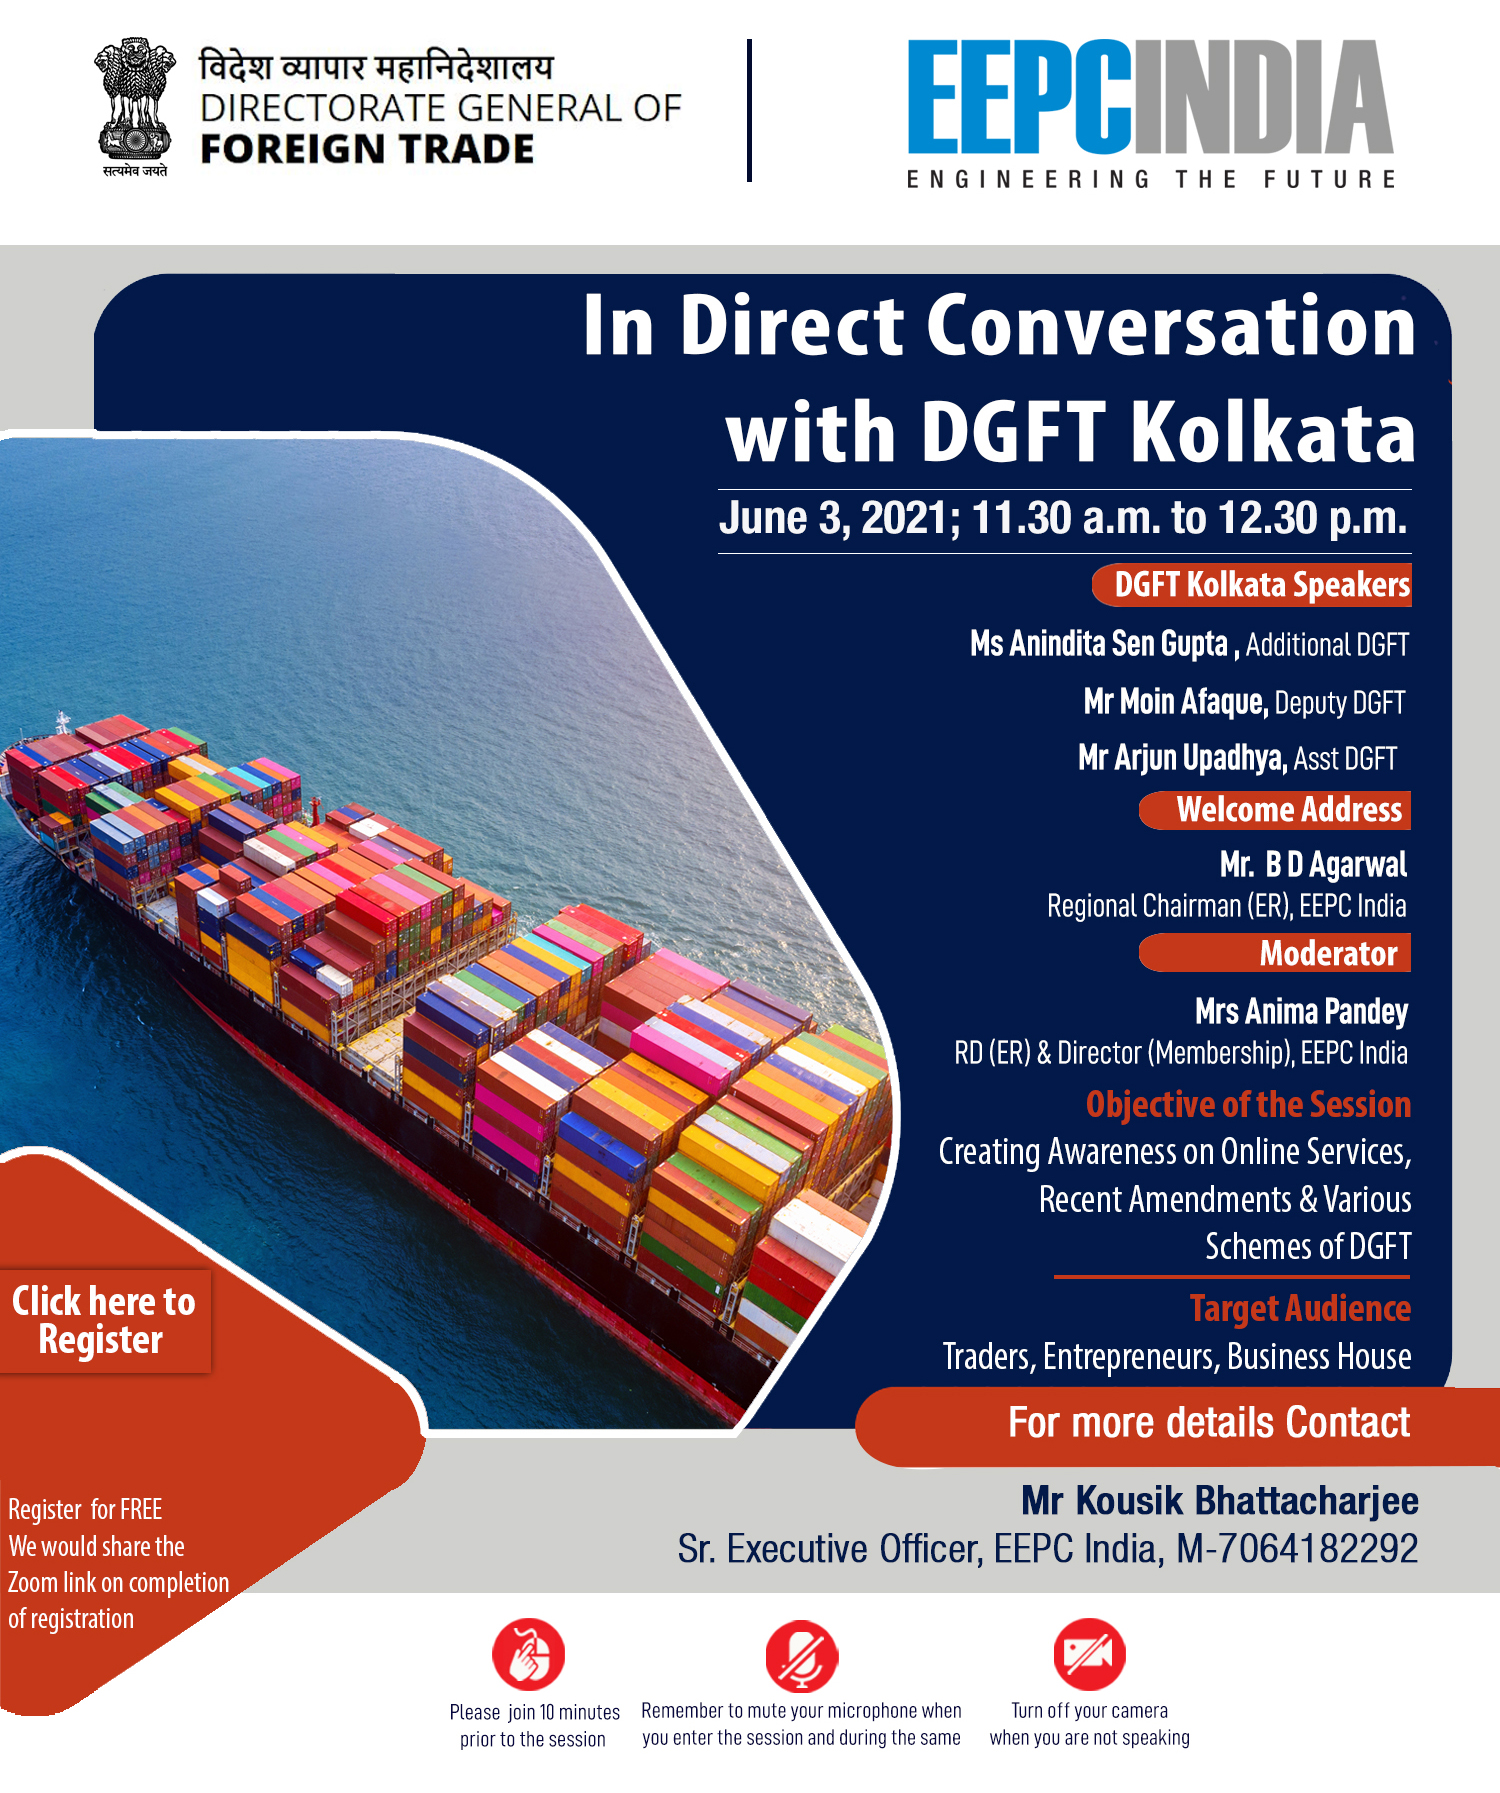 विदेश व्यापार महानिदेशालय
DIRECTORATE GENERAL OF
FOREIGN TRADE
सत्यमेव जयते
EEPCINDIA
ENGINEERING THE FUTURE
In Direct Conversation
with DGFT Kolkata
June 3, 2021; 11.30 a.m. to 12.30 p.m.
DGFT Kolkata Speakers
Ms Anindita Sen Gupta , Additional DGFT
Mr Moin Afaque, Deputy DGFT
Mr Arjun Upadhya, Asst DGFT
Welcome Address
Mr. B D Agarwal
Regional Chairman (ER), EEPC India
Moderator
Mrs Anima Pandey
RD (ER) & Director (Membership), EEPC India
Objective of the Session
Creating Awareness on Online Services,
Recent Amendments & Various
Schemes of DGFT
Target Audience
Traders, Entrepreneurs, Business House
Click here to
Register
For more details Contact
Mr Kousik Bhattacharjee
Sr. Executive Officer, EEPC India, M-7064182292
Register for FREE
We would share the
Zoom link on completion
of registration
Please join 10 minutes
prior to the session
Remember to mute your microphone when
you enter the session and during the same
Turn off your camera
when you are not speaking